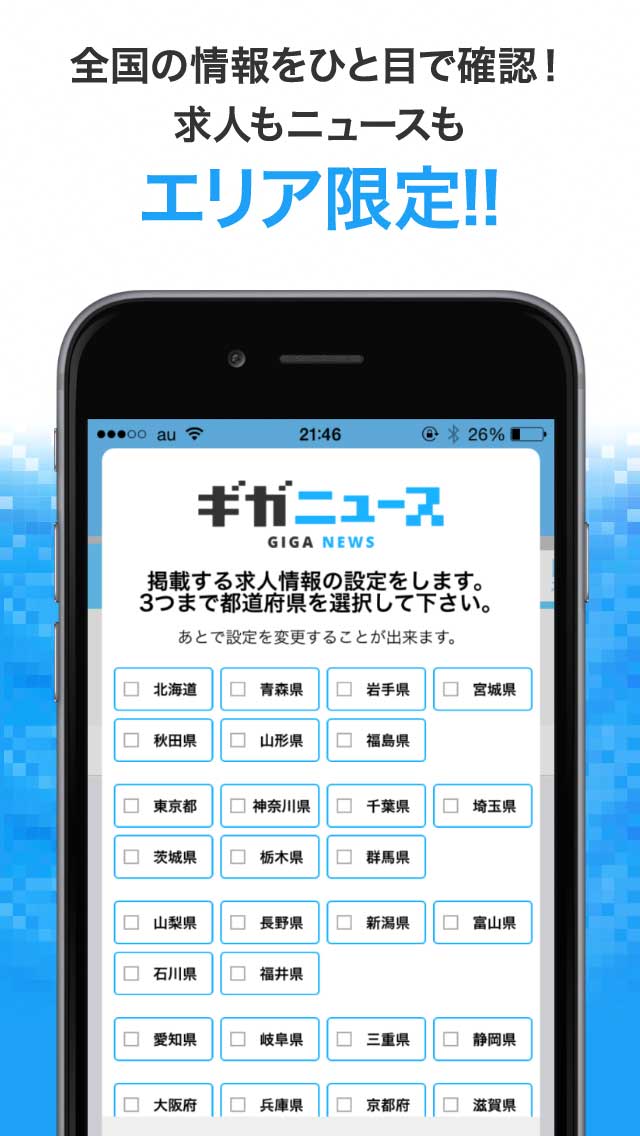 全国の情報をひと目で確認！
求人もニュースも
エリア限定!!
au 21:46 26%
ギガニュース
GIGA NEWS
掲載する求人情報の設定をします。
3つまで都道府県を選択して下さい。
あとで設定を変更することが出来ます。
北海道 青森県 岩手県 宮城県
秋田県 山形県 福島県
東京都 神奈川県 千葉県 埼玉県
茨城県 栃木県 群馬県
山梨県 長野県 新潟県 富山県
石川県 福井県
愛知県 岐阜県 三重県 静岡県
大阪府 兵庫県 京都府 滋賀県